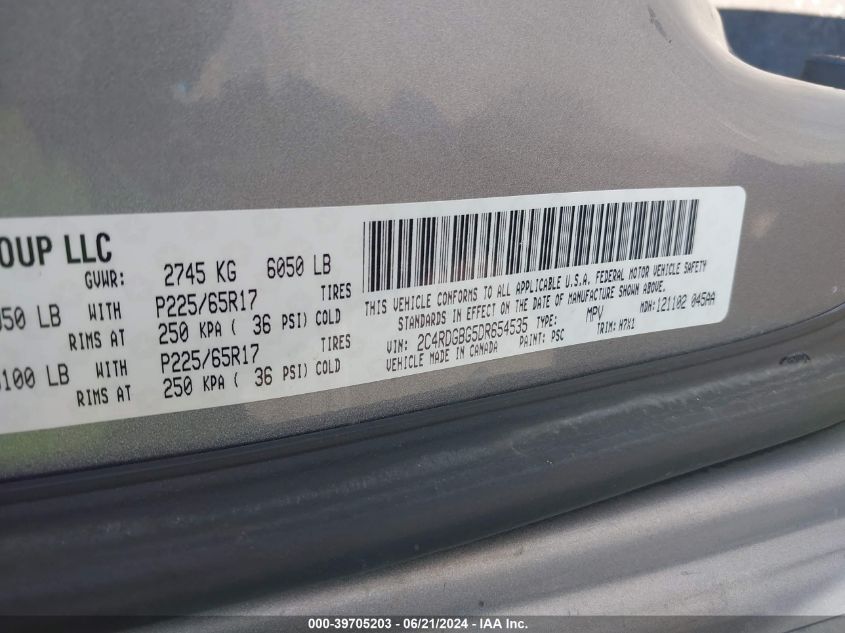 OUP LLC
GVWR: 2745 KG 6050 LB
50 LB WITH P225/65R17 TIRES
RIMS AT 250 KPA ( 36 PSI) COLD
100 LB WITH P225/65R17 TIRES
RIMS AT 250 KPA ( 36 PSI) COLD
THIS VEHICLE CONFORMS TO ALL APPLICABLE U.S.A. FEDERAL MOTOR VEHICLE SAFETY
STANDARDS IN EFFECT ON THE DATE OF MANUFACTURE SHOWN ABOVE.
VIN: 2C4RDGBG5DR654535 TYPE: MPV MDH: 121102 045AA
VEHICLE MADE IN CANADA PAINT: PSC TRIM: H7X1
000-39705203 - 06/21/2024 - IAA, Inc.